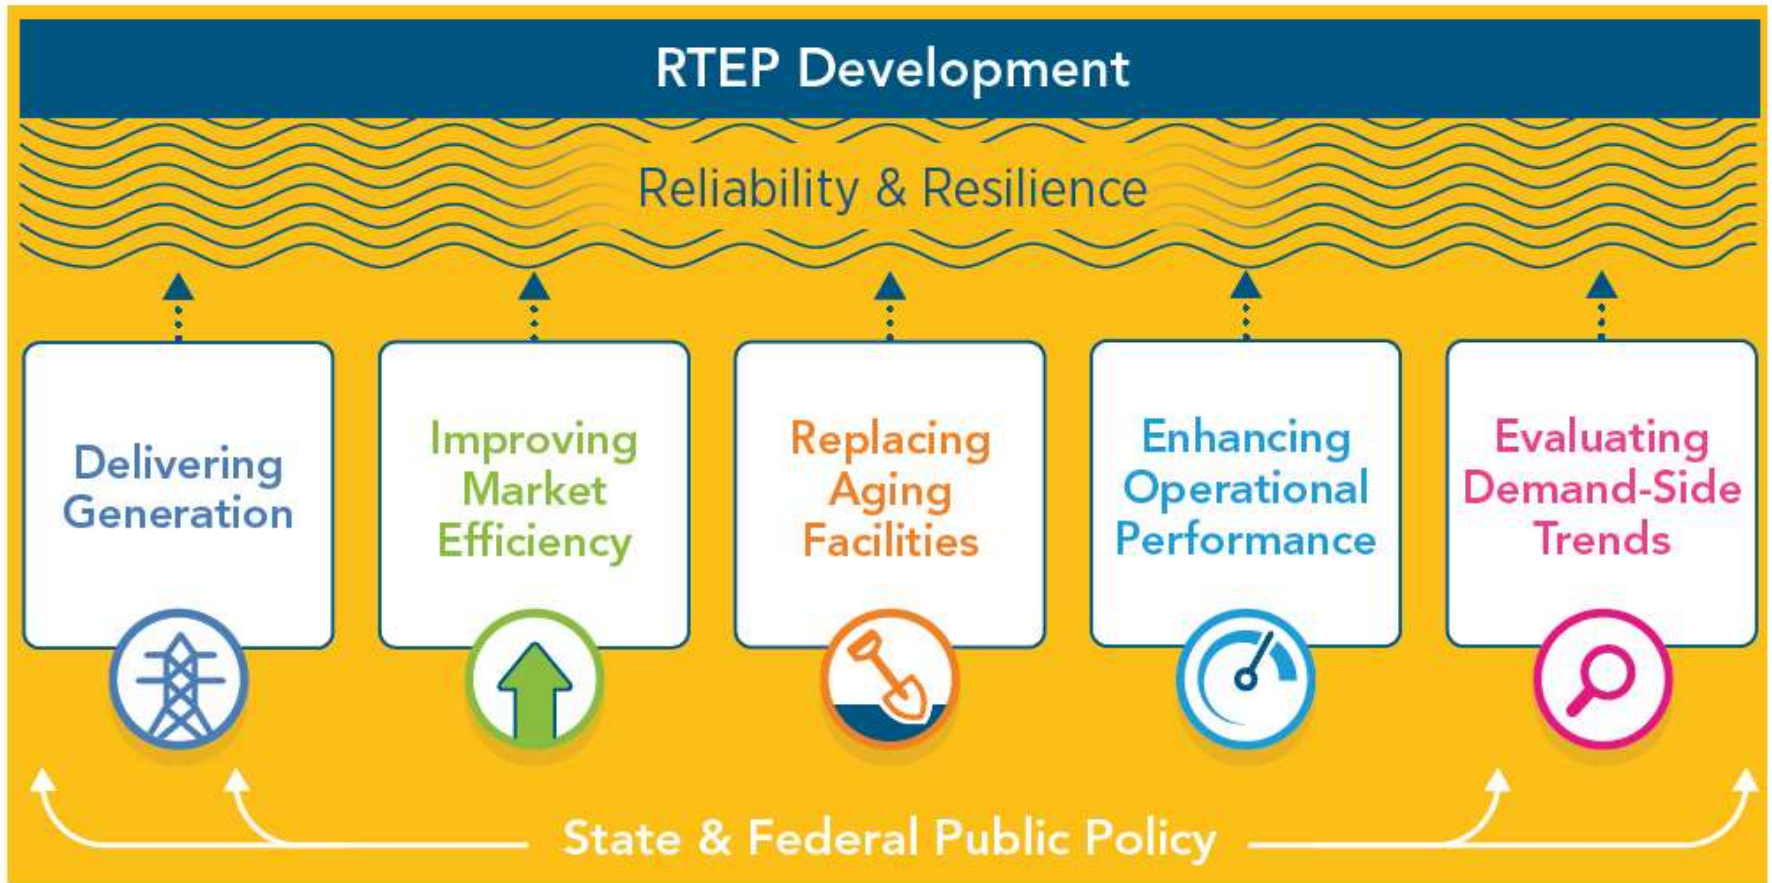 RTEP Development
Reliability & Resilience
Delivering
Generation
Improving
Market
Efficiency
Replacing
Aging
Facilities
Enhancing
Operational
Performance
Evaluating
Demand-Side
Trends
State & Federal Public Policy